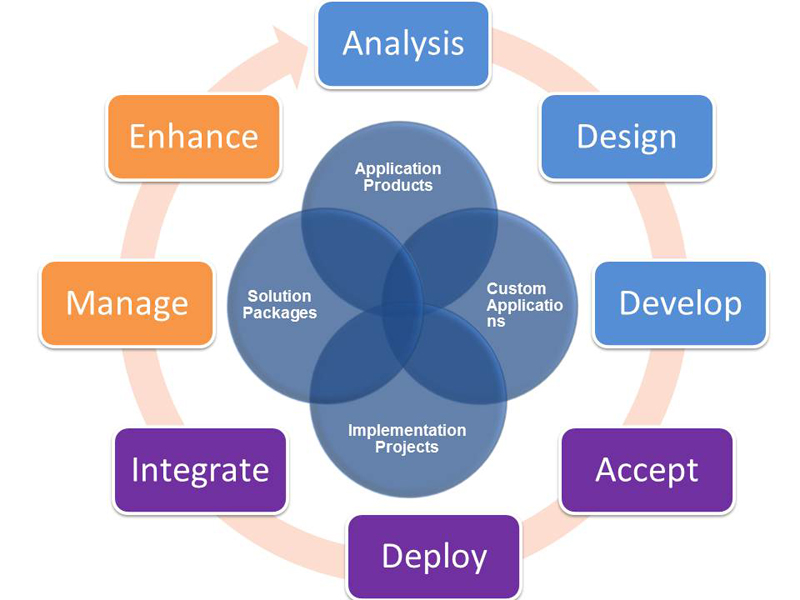 Analysis
Enhance
Design
Application
Products
Manage
Solution
Packages
Custom
Applicatio
ns
Develop
Implementation
Projects
Integrate
Accept
Deploy